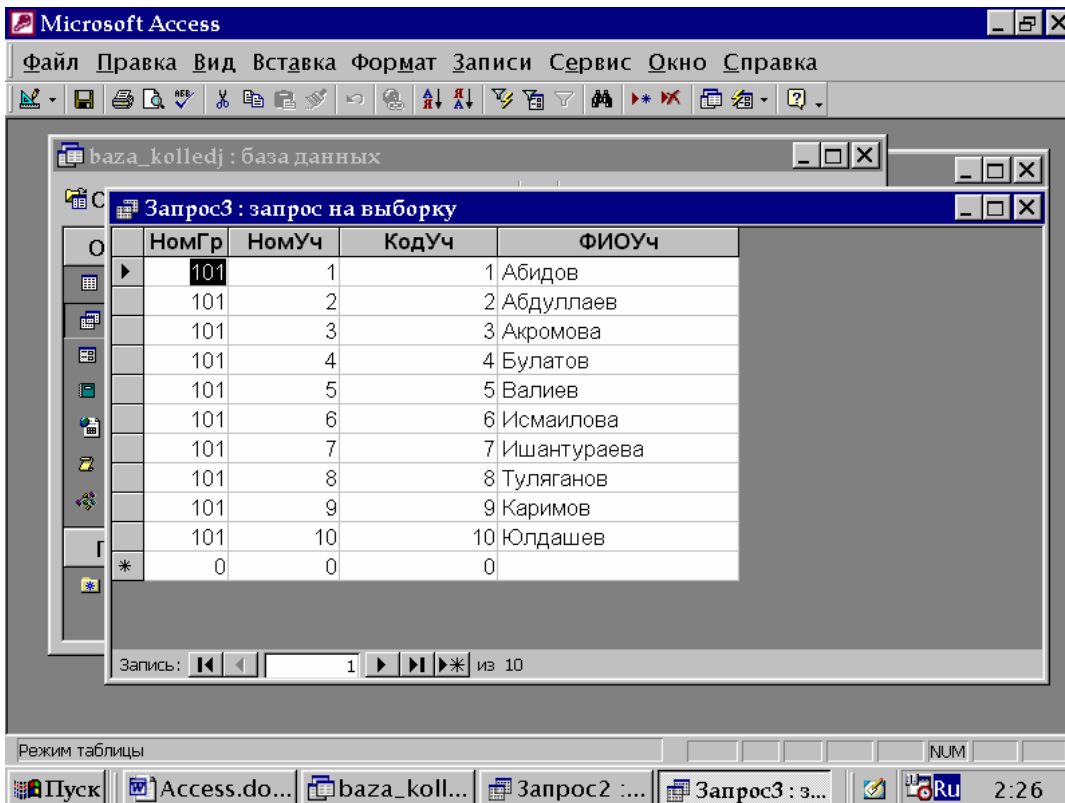 Microsoft Access
Файл Правка Вид Вставка Формат Записи Сервис Окно Справка
baza_kolledj : база данных
Запрос3 : запрос на выборку
НомГр НомУч КодУч ФИОУч
101 1 1 Абидов
101 2 2 Абдуллаев
101 3 3 Акромова
101 4 4 Булатов
101 5 5 Валиев
101 6 6 Исмаилова
101 7 7 Ишантураева
101 8 8 Туляганов
101 9 9 Каримов
101 10 10 Юлдашев
0 0 0
Запись: 1 из 10
Режим таблицы NUM
Пуск Access.do... baza_koll... Запрос2 :... Запрос3 : з... Ru 2:26